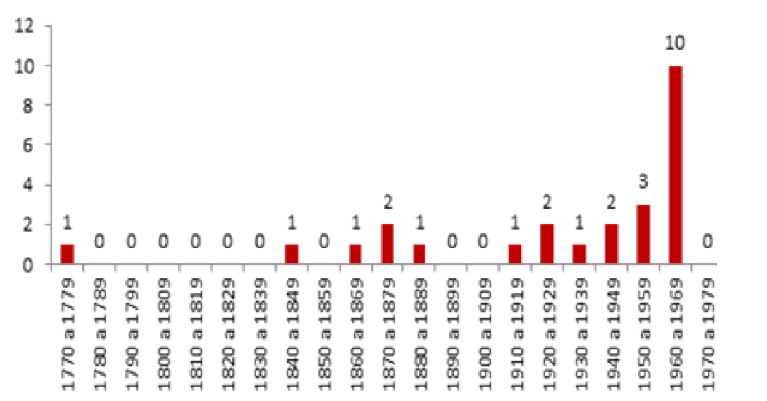 12
10
8
6
4
2
0
1
0
0
0
0
0
0
1
0
1
2
1
0
0
1
2
1
2
3
10
0
1770 a 1779
1780 a 1789
1790 a 1799
1800 a 1809
1810 a 1819
1820 a 1829
1830 a 1839
1840 a 1849
1850 a 1859
1860 a 1869
1870 a 1879
1880 a 1889
1890 a 1899
1900 a 1909
1910 a 1919
1920 a 1929
1930 a 1939
1940 a 1949
1950 a 1959
1960 a 1969
1970 a 1979